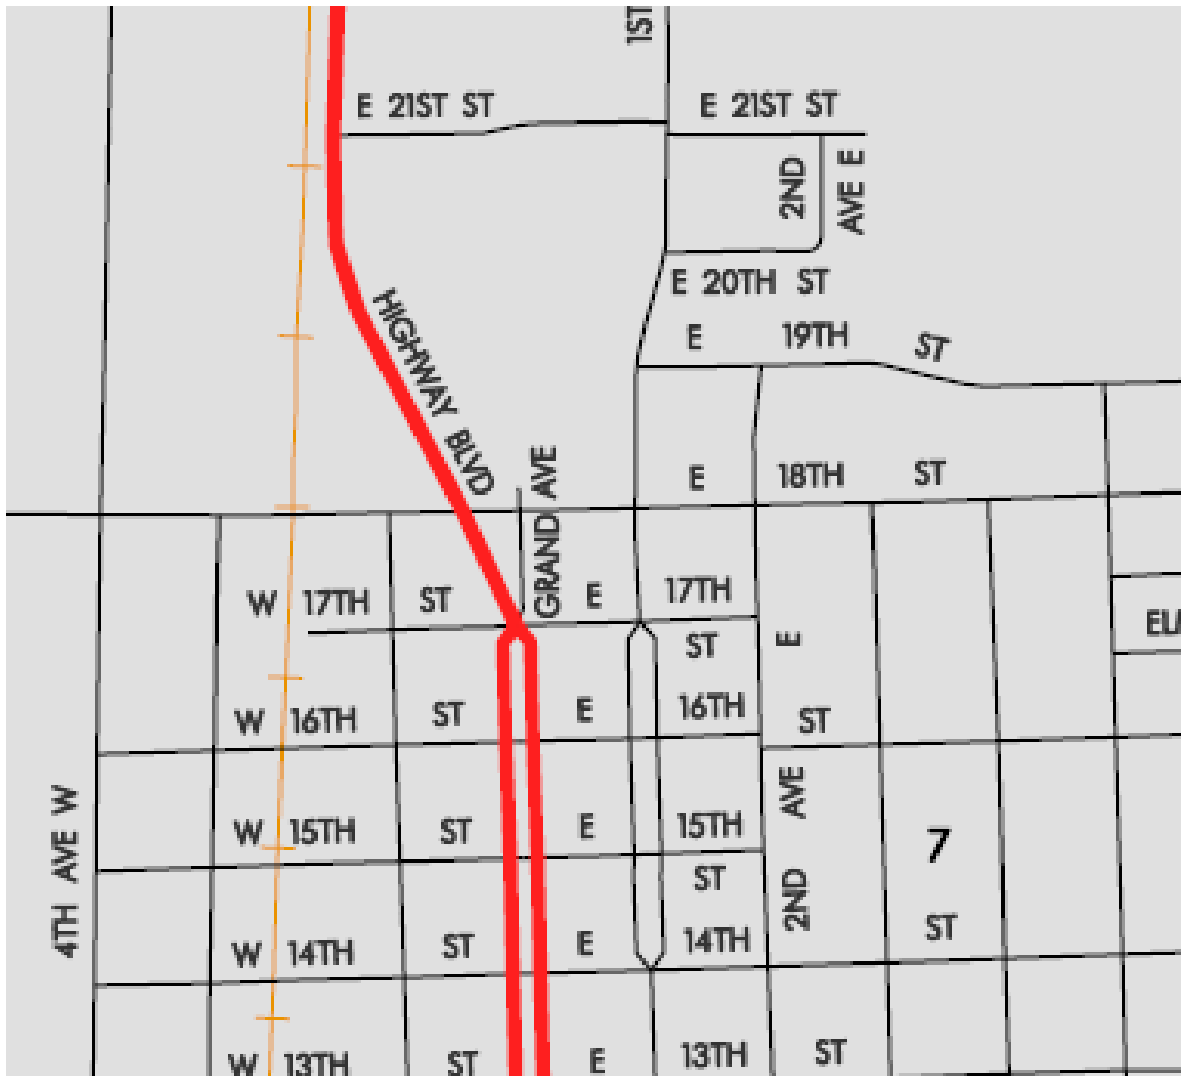 1ST
E 21ST ST
E 21ST ST
2ND
AVE E
E 20TH ST
E 19TH ST
HIGHWAY BLVD
GRAND AVE
E 18TH ST
W 17TH ST
E 17TH
ST
E
W 16TH ST
E 16TH ST
W 15TH ST
E 15TH
ST
2ND AVE
7
4TH AVE W
W 14TH ST
E 14TH ST
W 13TH ST
E 13TH ST